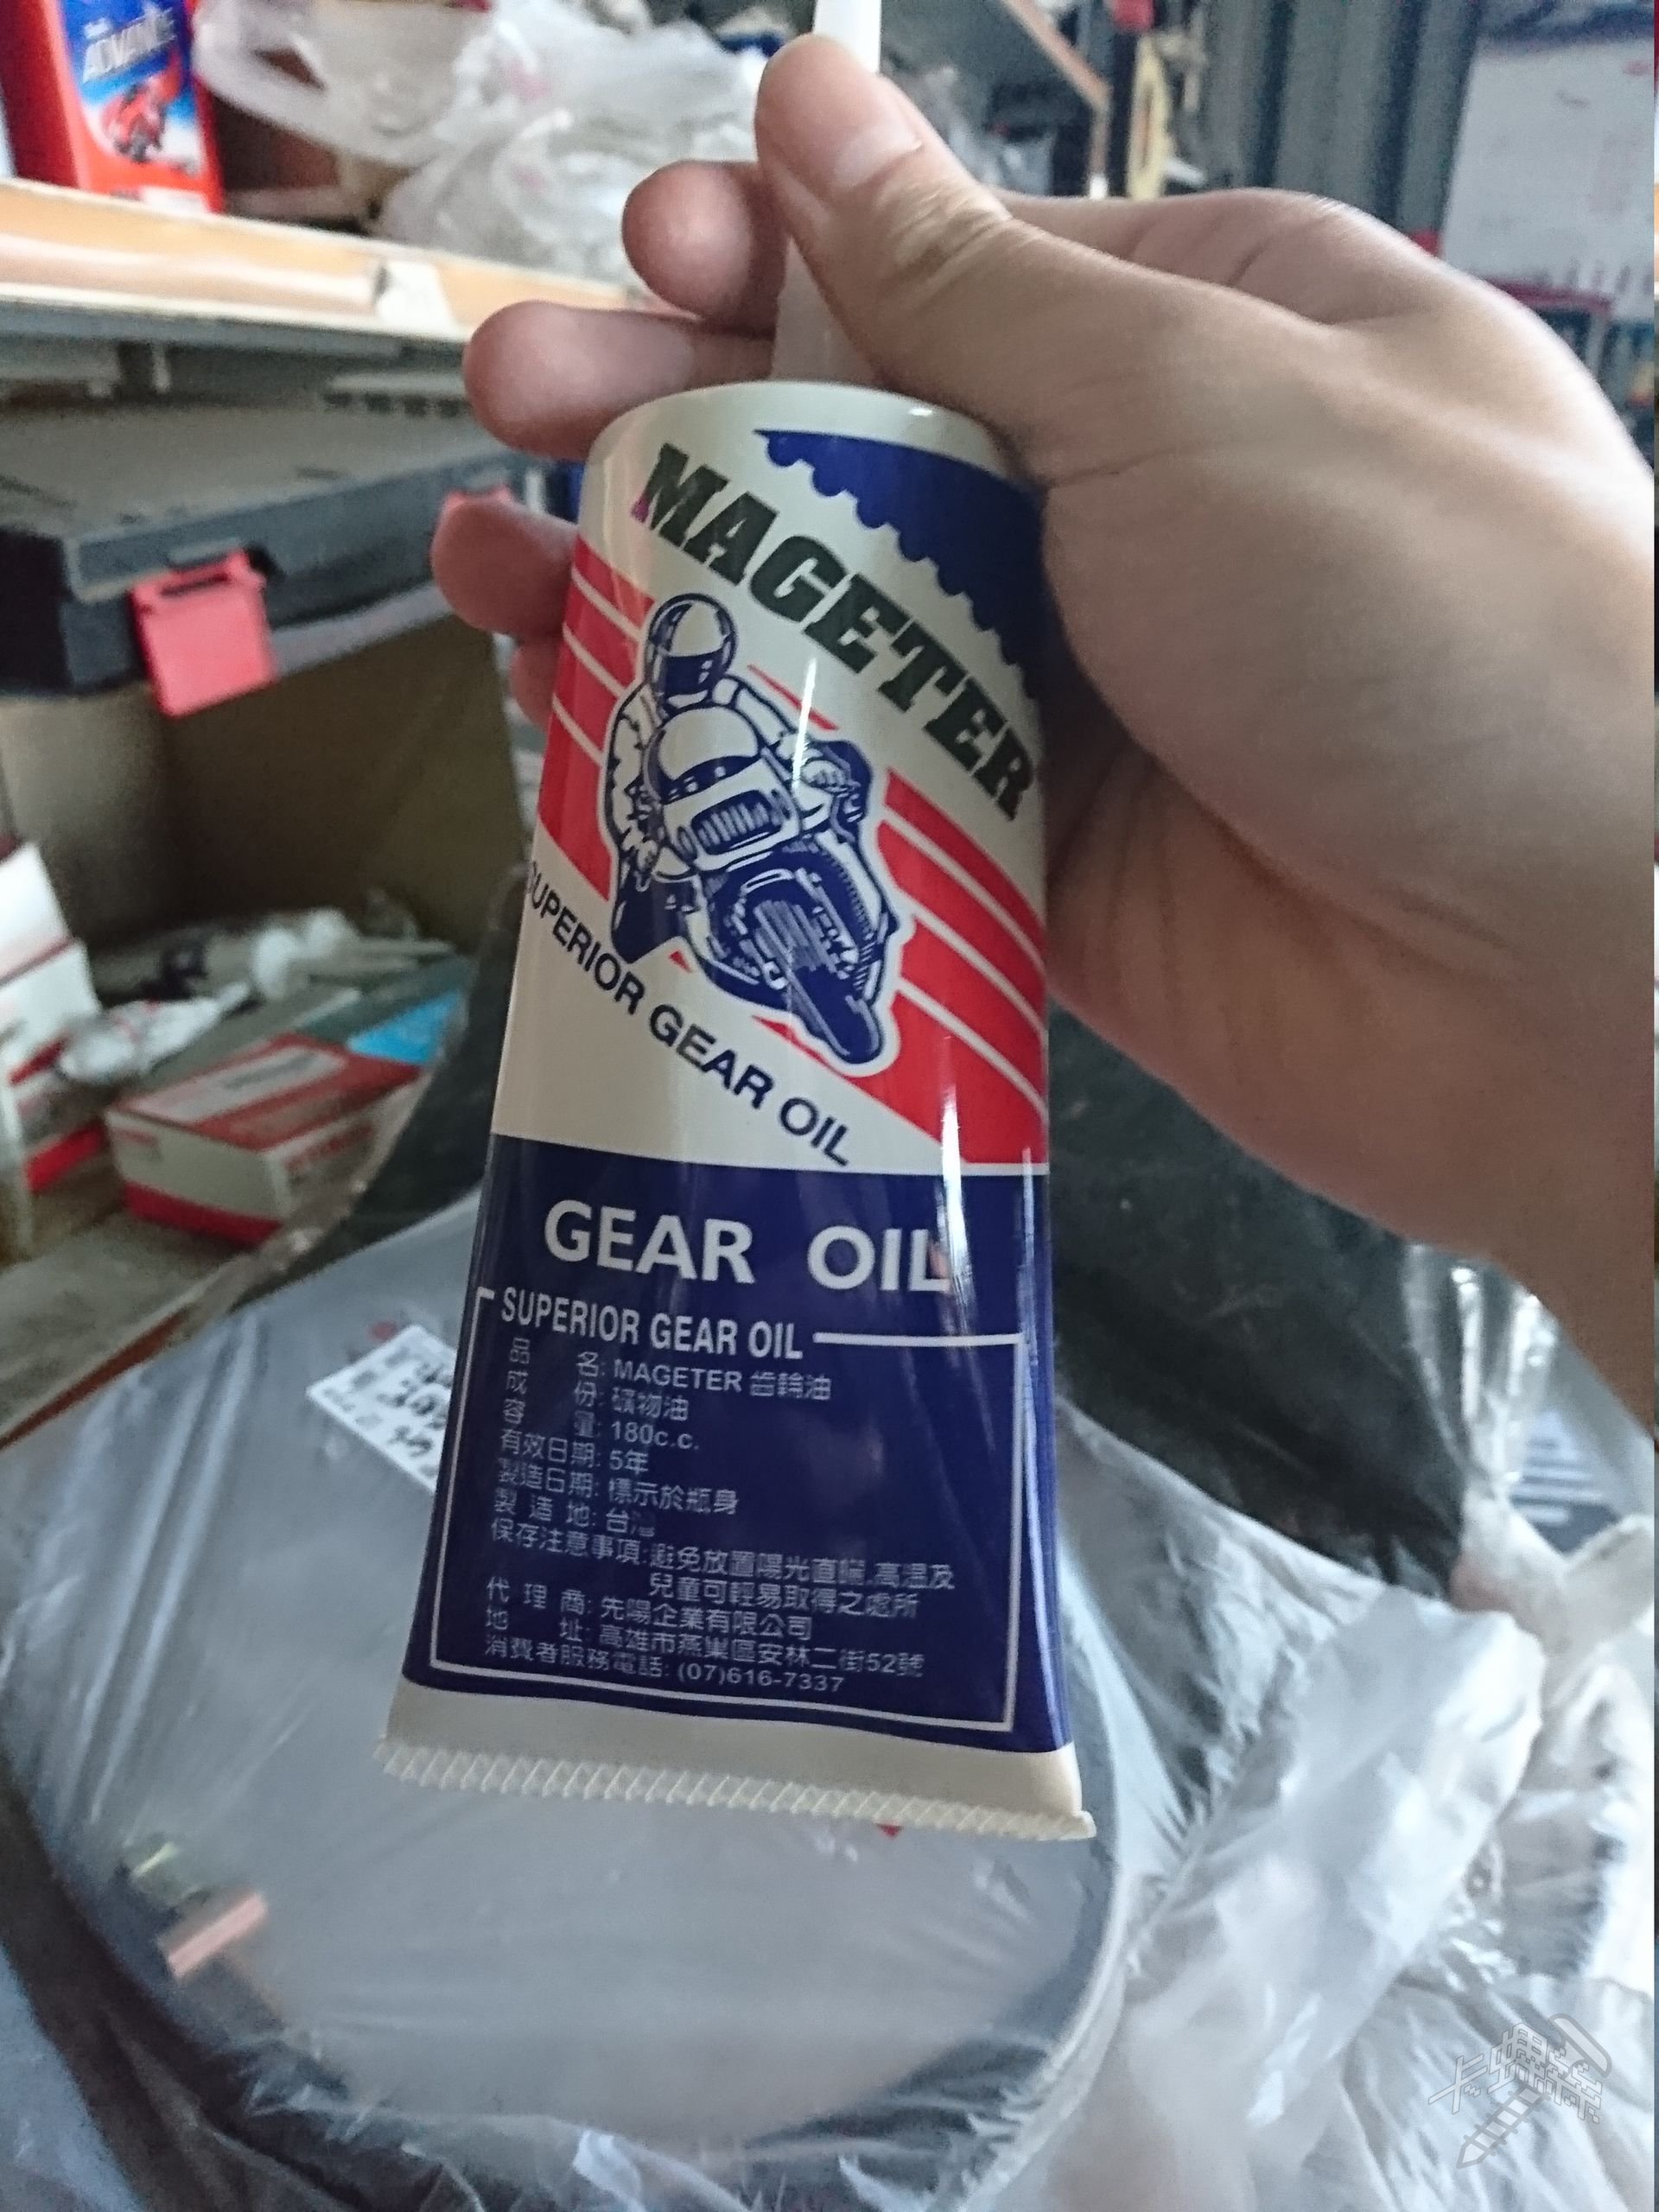 ADVANCE
MAGETER
SUPERIOR GEAR OIL
GEAR OIL
SUPERIOR GEAR OIL
品 名: MAGETER 齒輪油
成 份: 礦物油
容 量: 180c.c.
有效日期: 5年
製造日期: 標示於瓶身
製 造 地: 台灣
保存注意事項: 避免放置陽光直曬.高溫及
兒童可輕易取得之處所
代 理 商: 先陽企業有限公司
地 址: 高雄市燕巢區安林二街52號
消費者服務電話: (07)616-7337
卡螺絲